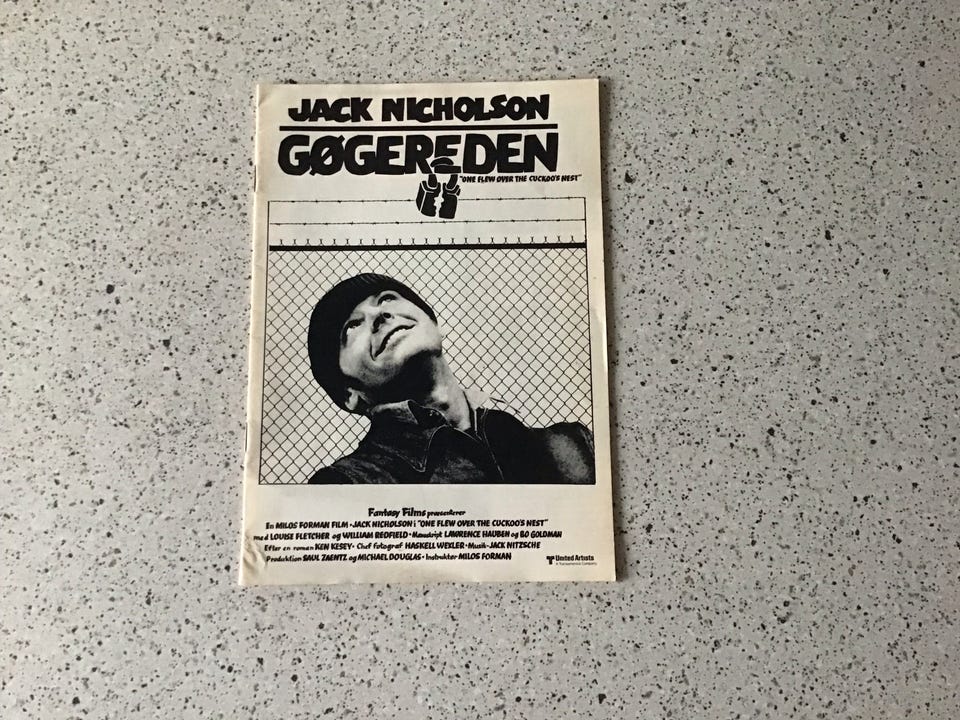 JACK NICHOLSON
GØGEREDEN
"ONE FLEW OVER THE CUCKOO'S NEST"
Fantasy Films præsenterer
En MILOS FORMAN FILM • JACK NICHOLSON i "ONE FLEW OVER THE CUCKOO'S NEST"
med LOUISE FLETCHER og WILLIAM REDFIELD • Manuskript LAWRENCE HAUBEN og BO GOLDMAN
Efter en roman KEN KESEY • Chef fotograf HASKELL WEXLER • Musik - JACK NITZSCHE
Produktion SAUL ZAENTZ og MICHAEL DOUGLAS • Instruktør MILOS FORMAN
United Artists
A Transamerica Company